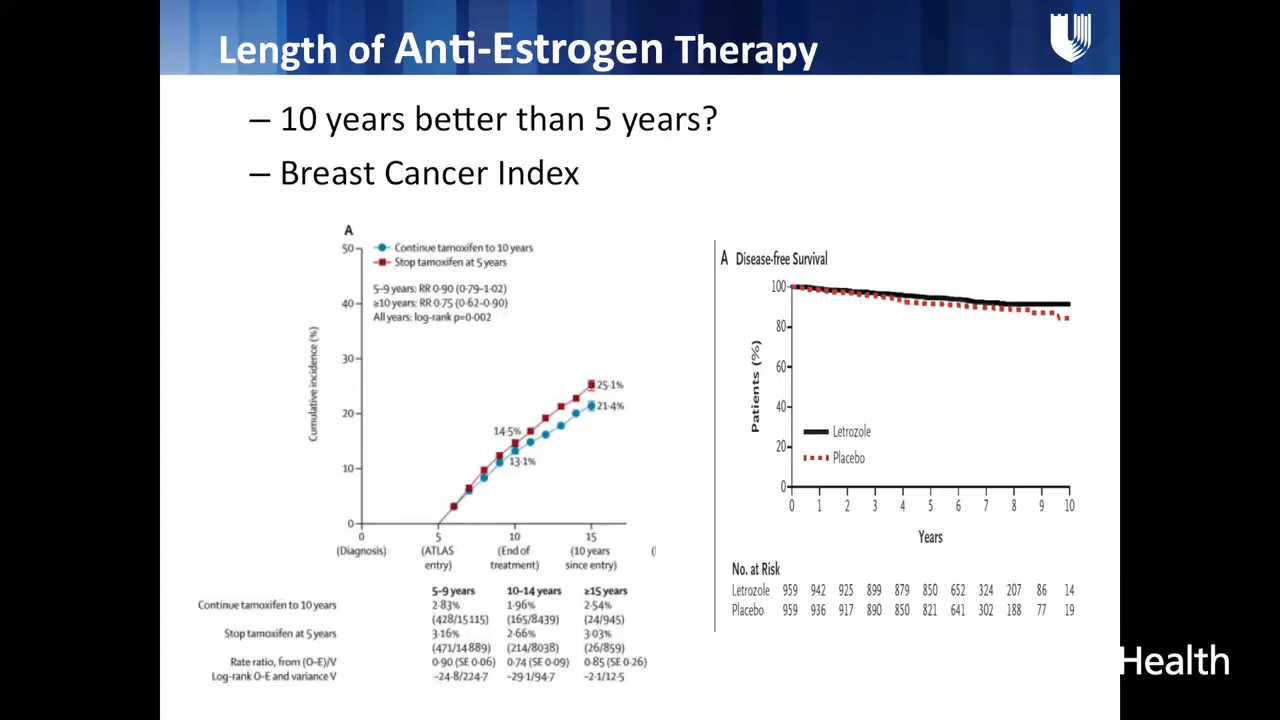 Length of Anti-Estrogen Therapy
– 10 years better than 5 years?
– Breast Cancer Index
A
Continue tamoxifen to 10 years
Stop tamoxifen at 5 years
5–9 years: RR 0·90 (0·79–1·02)
≥10 years: RR 0·75 (0·62–0·90)
All years: log-rank p=0·002
Cumulative incidence (%)
50
40
30
20
10
0
25·1%
21·4%
14·5%
13·1%
0 5 10 15
(Diagnosis) (ATLAS (End of (10 years
entry) treatment) since entry)
5–9 years 10–14 years ≥15 years
Continue tamoxifen to 10 years 2·83% 1·96% 2·54%
(428/15115) (165/8439) (24/945)
Stop tamoxifen at 5 years 3·16% 2·66% 3·03%
(471/14889) (214/8038) (26/859)
Rate ratio, from (O–E)/V 0·90 (SE 0·06) 0·74 (SE 0·09) 0·85 (SE 0·26)
Log-rank O–E and variance V –24·8/224·7 –29·1/94·7 –2·1/12·5
A Disease-free Survival
Patients (%)
100
80
60
40
20
0
Letrozole
Placebo
0 1 2 3 4 5 6 7 8 9 10
Years
No. at Risk
Letrozole 959 942 925 899 879 850 652 324 207 86 14
Placebo 959 936 917 890 850 821 641 302 188 77 19
Health